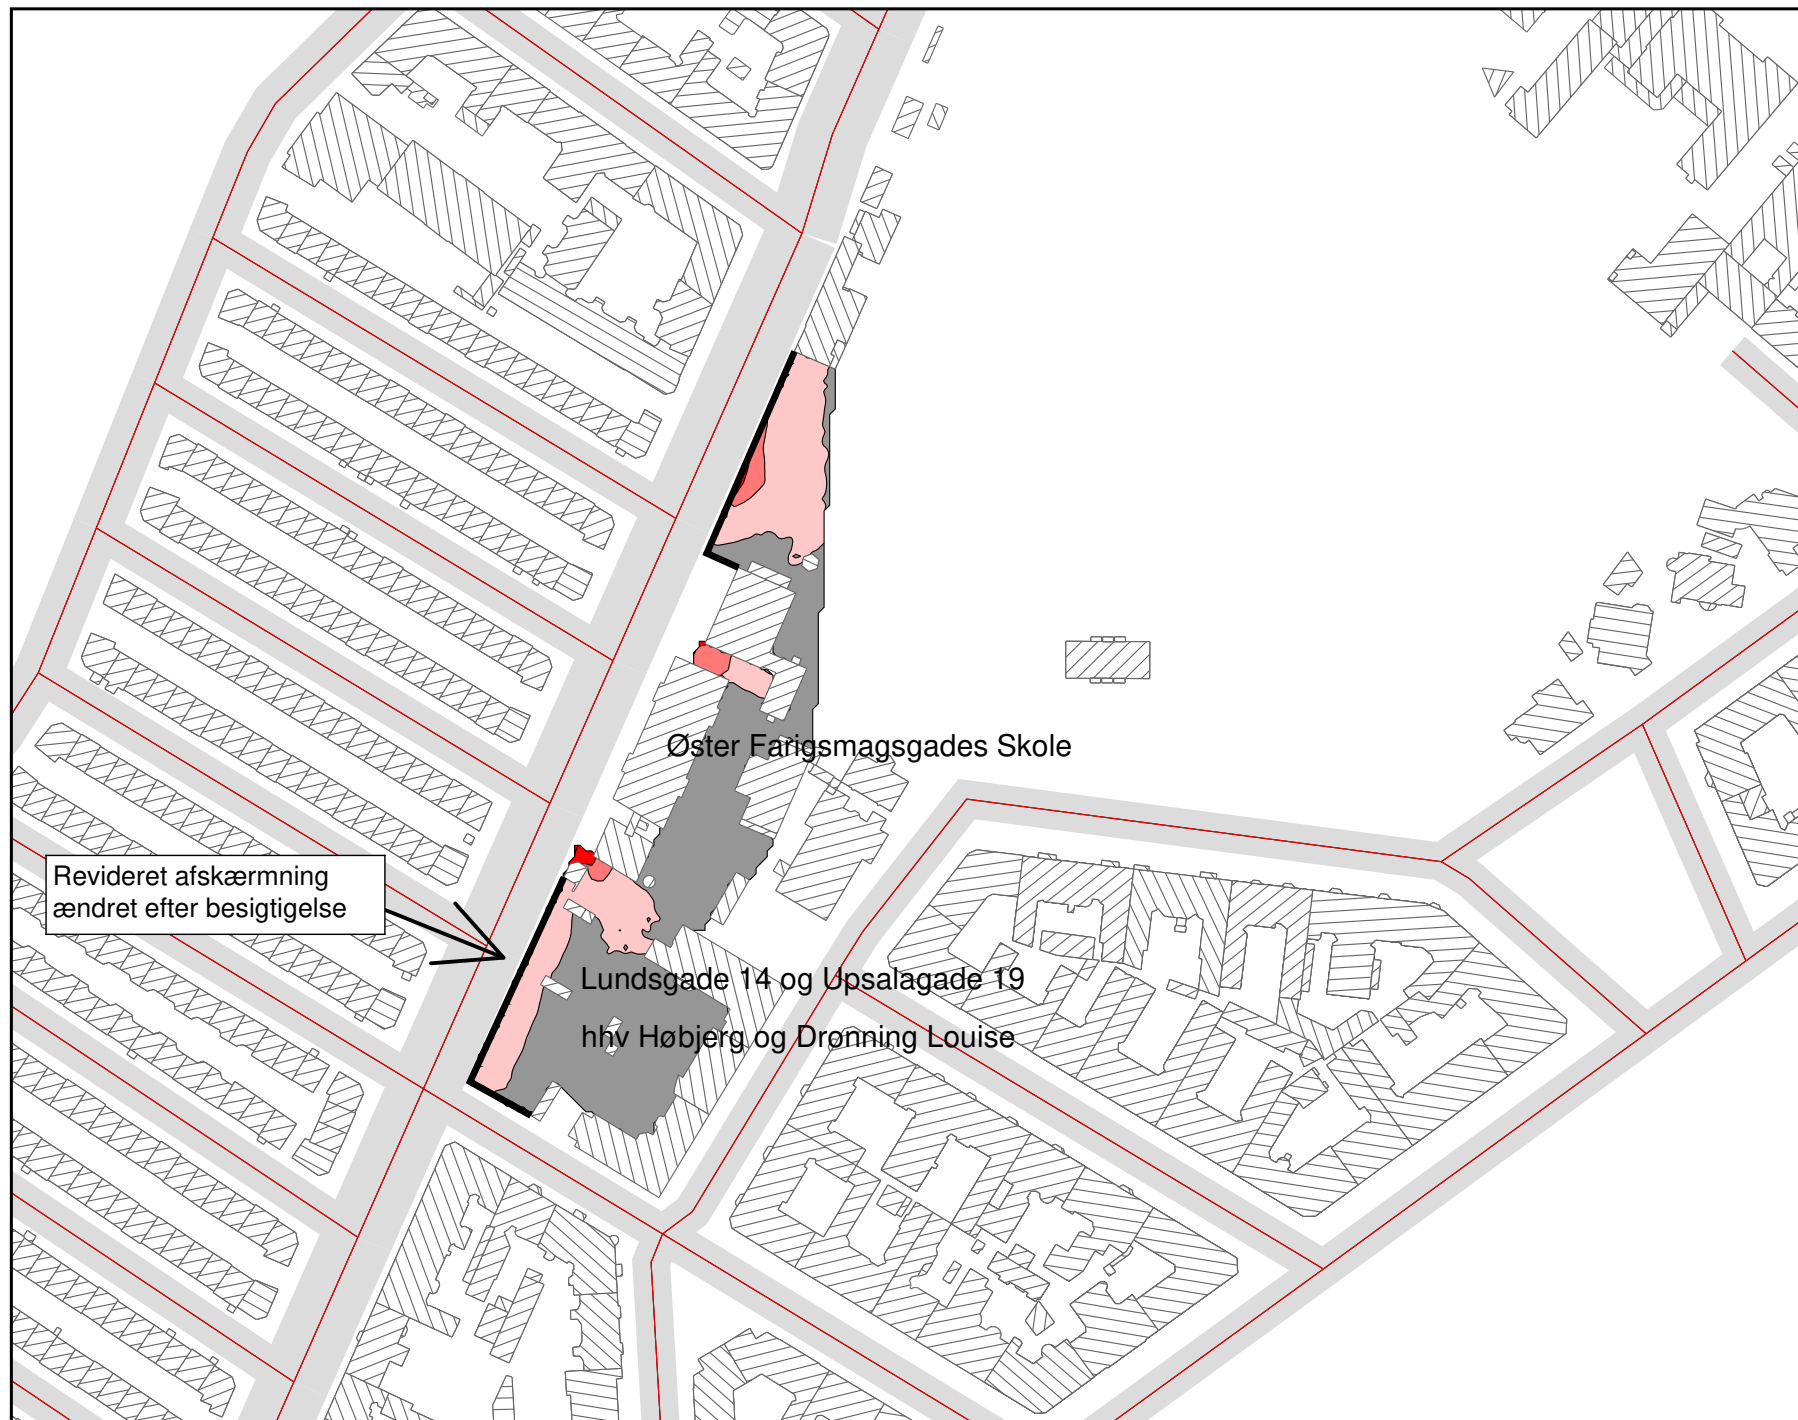 Øster Farigsmagsgades Skole
Revideret afskærmning
ændret efter besigtigelse
Lundsgade 14 og Upsalagade 19
hhv Høbjerg og Dronning Louise